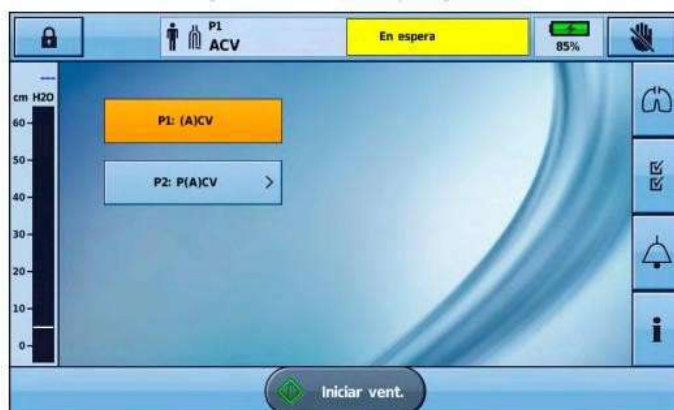 P1
ACV
En espera
85%
---
cm H2O
60
50
40
30
20
10
0
P1: (A)CV
P2: P(A)CV >
i
Iniciar vent.